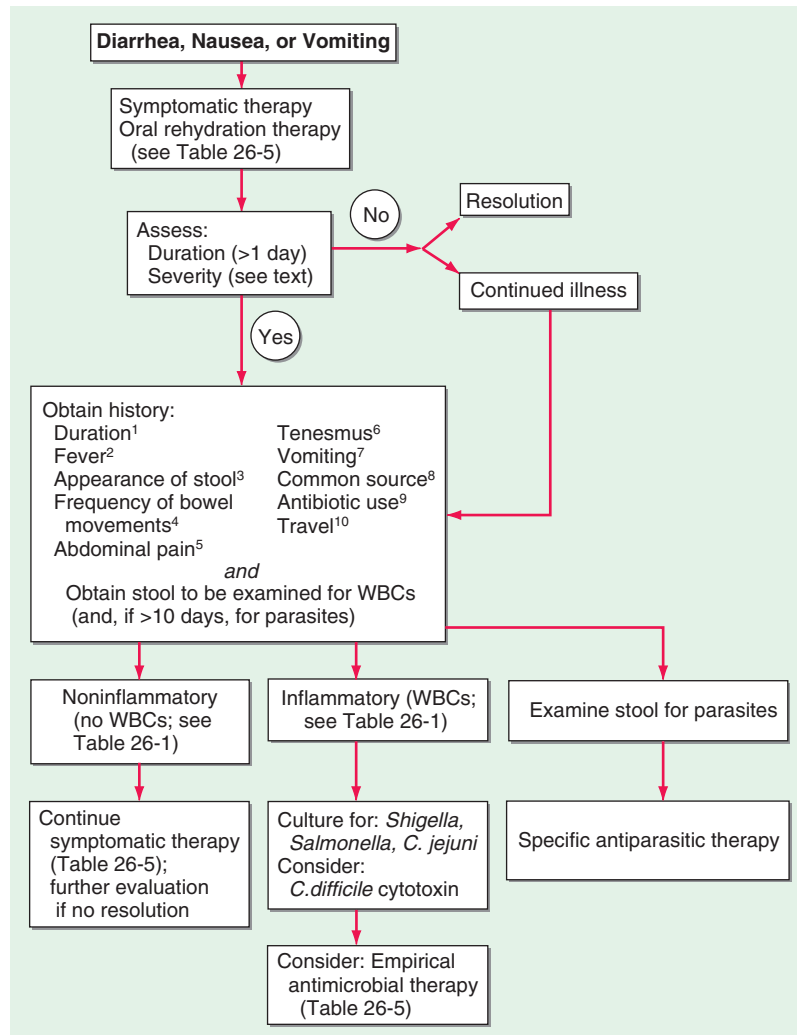 Diarrhea, Nausea, or Vomiting
Symptomatic therapy
Oral rehydration therapy
(see Table 26-5)
Assess:
Duration (>1 day)
Severity (see text)
No
Resolution
Continued illness
Yes
Obtain history:
Duration¹
Fever²
Appearance of stool³
Frequency of bowel
movements⁴
Abdominal pain⁵
Tenesmus⁶
Vomiting⁷
Common source⁸
Antibiotic use⁹
Travel¹⁰
and
Obtain stool to be examined for WBCs
(and, if >10 days, for parasites)
Noninflammatory
(no WBCs; see
Table 26-1)
Continue
symptomatic therapy
(Table 26-5);
further evaluation
if no resolution
Inflammatory (WBCs;
see Table 26-1)
Culture for: Shigella,
Salmonella, C. jejuni
Consider:
C.difficile cytotoxin
Consider: Empirical
antimicrobial therapy
(Table 26-5)
Examine stool for parasites
Specific antiparasitic therapy